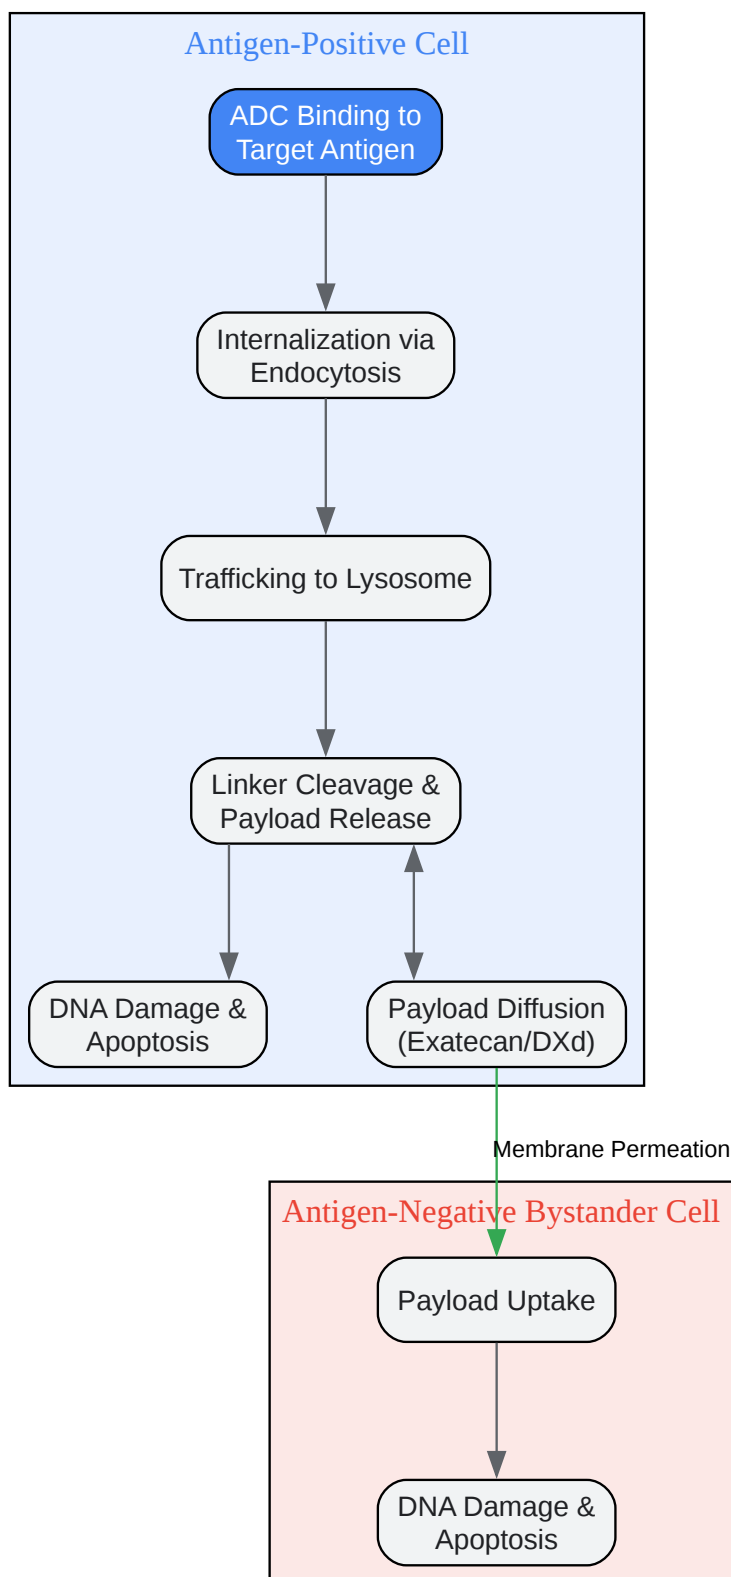 Antigen-Positive Cell
ADC Binding to
Target Antigen
Internalization via
Endocytosis
Trafficking to Lysosome
Linker Cleavage &
Payload Release
DNA Damage &
Apoptosis
Payload Diffusion
(Exatecan/DXd)
Membrane Permeation
Antigen-Negative Bystander Cell
Payload Uptake
DNA Damage &
Apoptosis